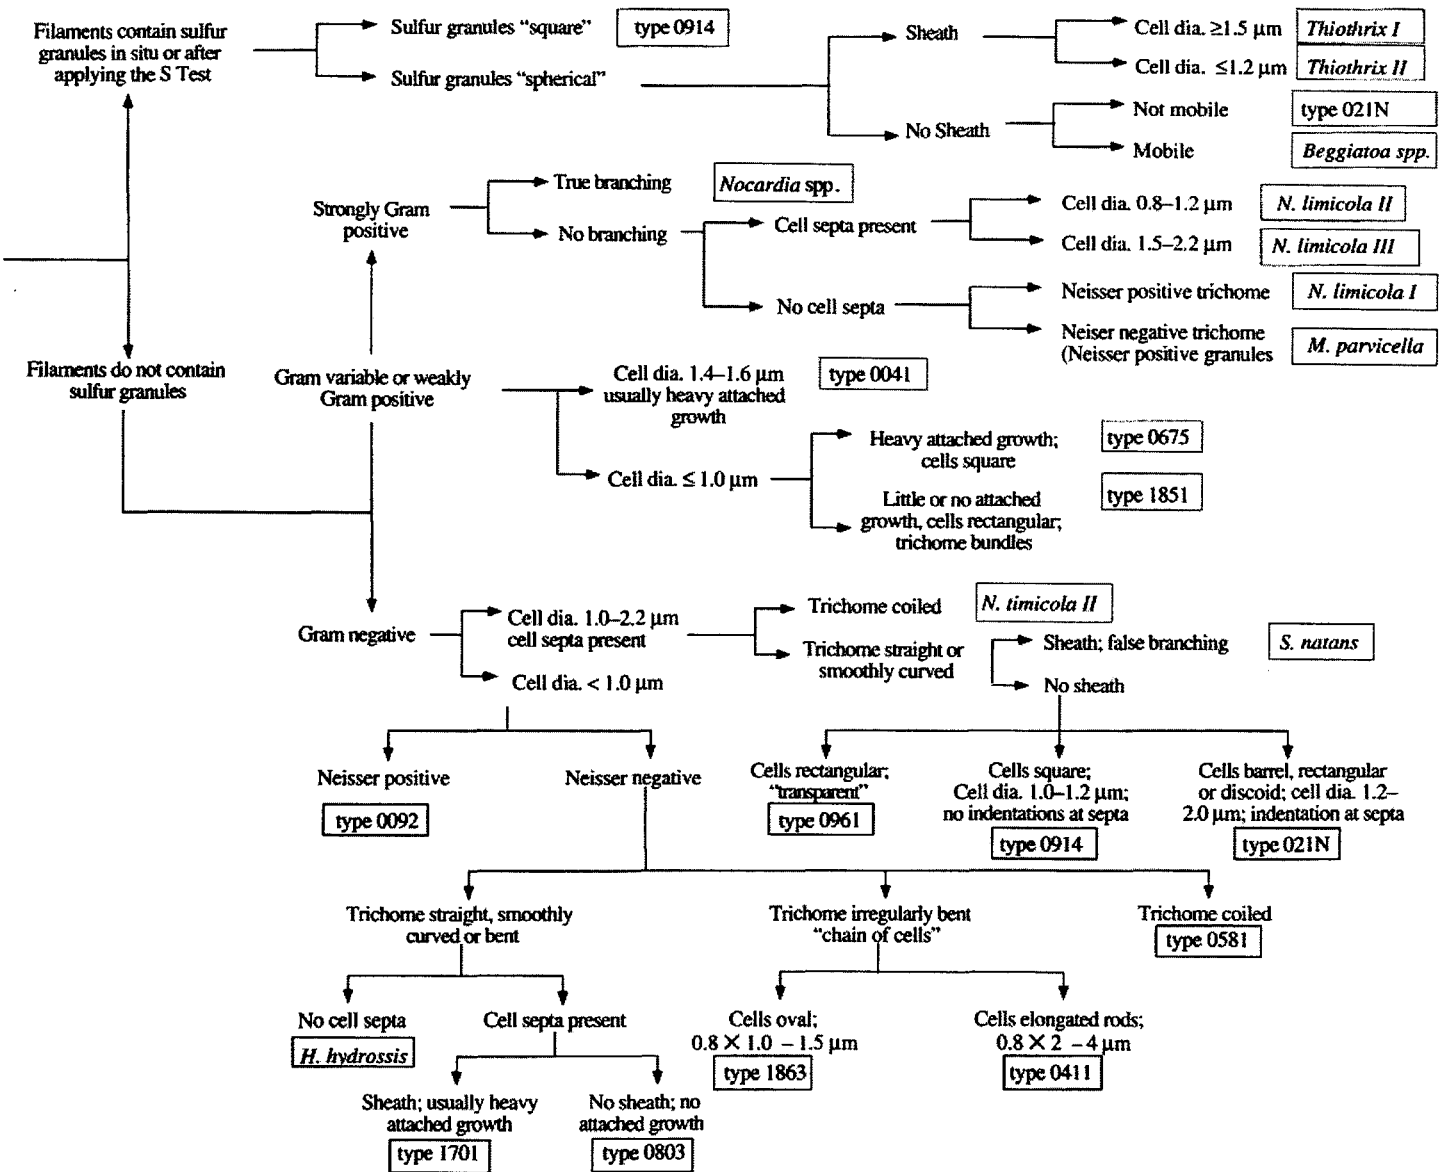 Filaments contain sulfur
granules in situ or after
applying the S Test
Sulfur granules “square”
type 0914
Sulfur granules “spherical”
Sheath
Cell dia. ≥1.5 μm
Thiothrix I
Cell dia. ≤1.2 μm
Thiothrix II
No Sheath
Not mobile
type 021N
Mobile
Beggiatoa spp.
Strongly Gram
positive
True branching
Nocardia spp.
No branching
Cell septa present
Cell dia. 0.8–1.2 μm
N. limicola II
Cell dia. 1.5–2.2 μm
N. limicola III
No cell septa
Neisser positive trichome
N. limicola I
Neiser negative trichome
(Neisser positive granules
M. parvicella
Filaments do not contain
sulfur granules
Gram variable or weakly
Gram positive
Cell dia. 1.4–1.6 μm
usually heavy attached
growth
type 0041
Cell dia. ≤ 1.0 μm
Heavy attached growth;
cells square
type 0675
Little or no attached
growth, cells rectangular;
trichome bundles
type 1851
Gram negative
Cell dia. 1.0–2.2 μm
cell septa present
Trichome coiled
N. timicola II
Trichome straight or
smoothly curved
Sheath; false branching
S. natans
No sheath
Cell dia. < 1.0 μm
Neisser positive
type 0092
Neisser negative
Cells rectangular;
“transparent”
type 0961
Cells square;
Cell dia. 1.0–1.2 μm;
no indentations at septa
type 0914
Cells barrel, rectangular
or discoid; cell dia. 1.2–
2.0 μm; indentation at septa
type 021N
Trichome straight, smoothly
curved or bent
Trichome irregularly bent
“chain of cells”
Trichome coiled
type 0581
No cell septa
H. hydrossis
Cell septa present
Cells oval;
0.8 × 1.0 – 1.5 μm
type 1863
Cells elongated rods;
0.8 × 2 – 4 μm
type 0411
Sheath; usually heavy
attached growth
type 1701
No sheath; no
attached growth
type 0803